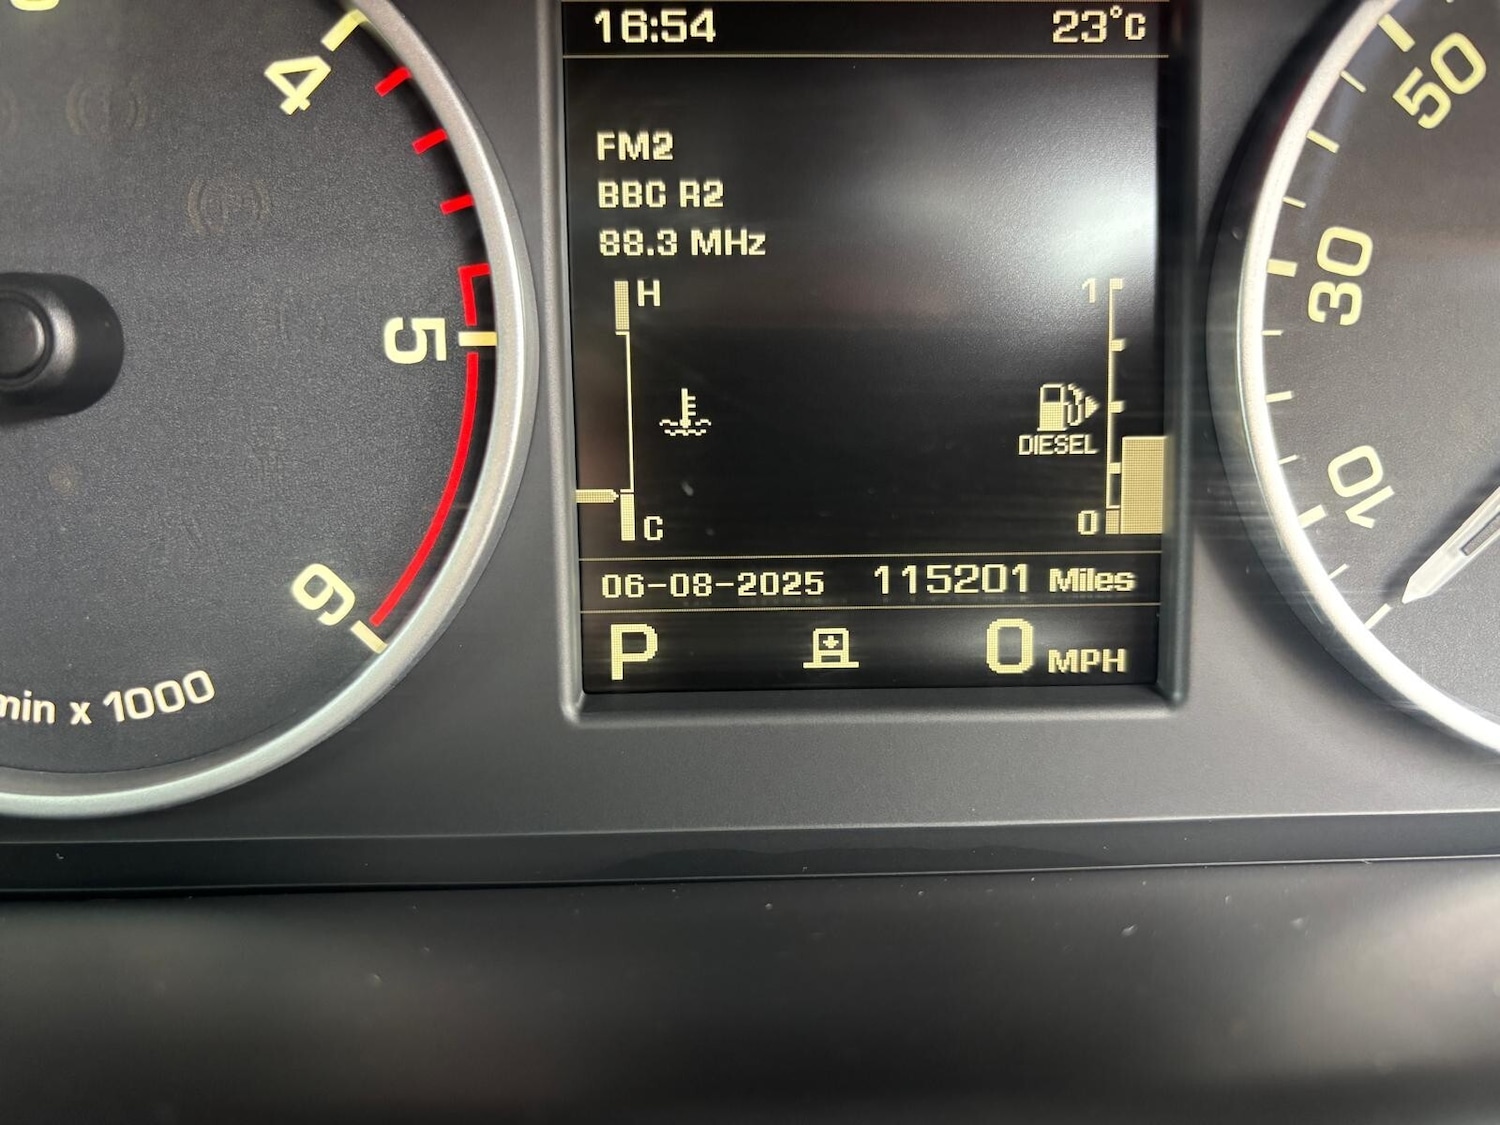 16:54 23°C
FM2
BBC R2
88.3 MHz
H
1
DIESEL
0
C
06-08-2025 115201 Miles
P 0 MPH
4
5
6
min x 1000
50
30
10